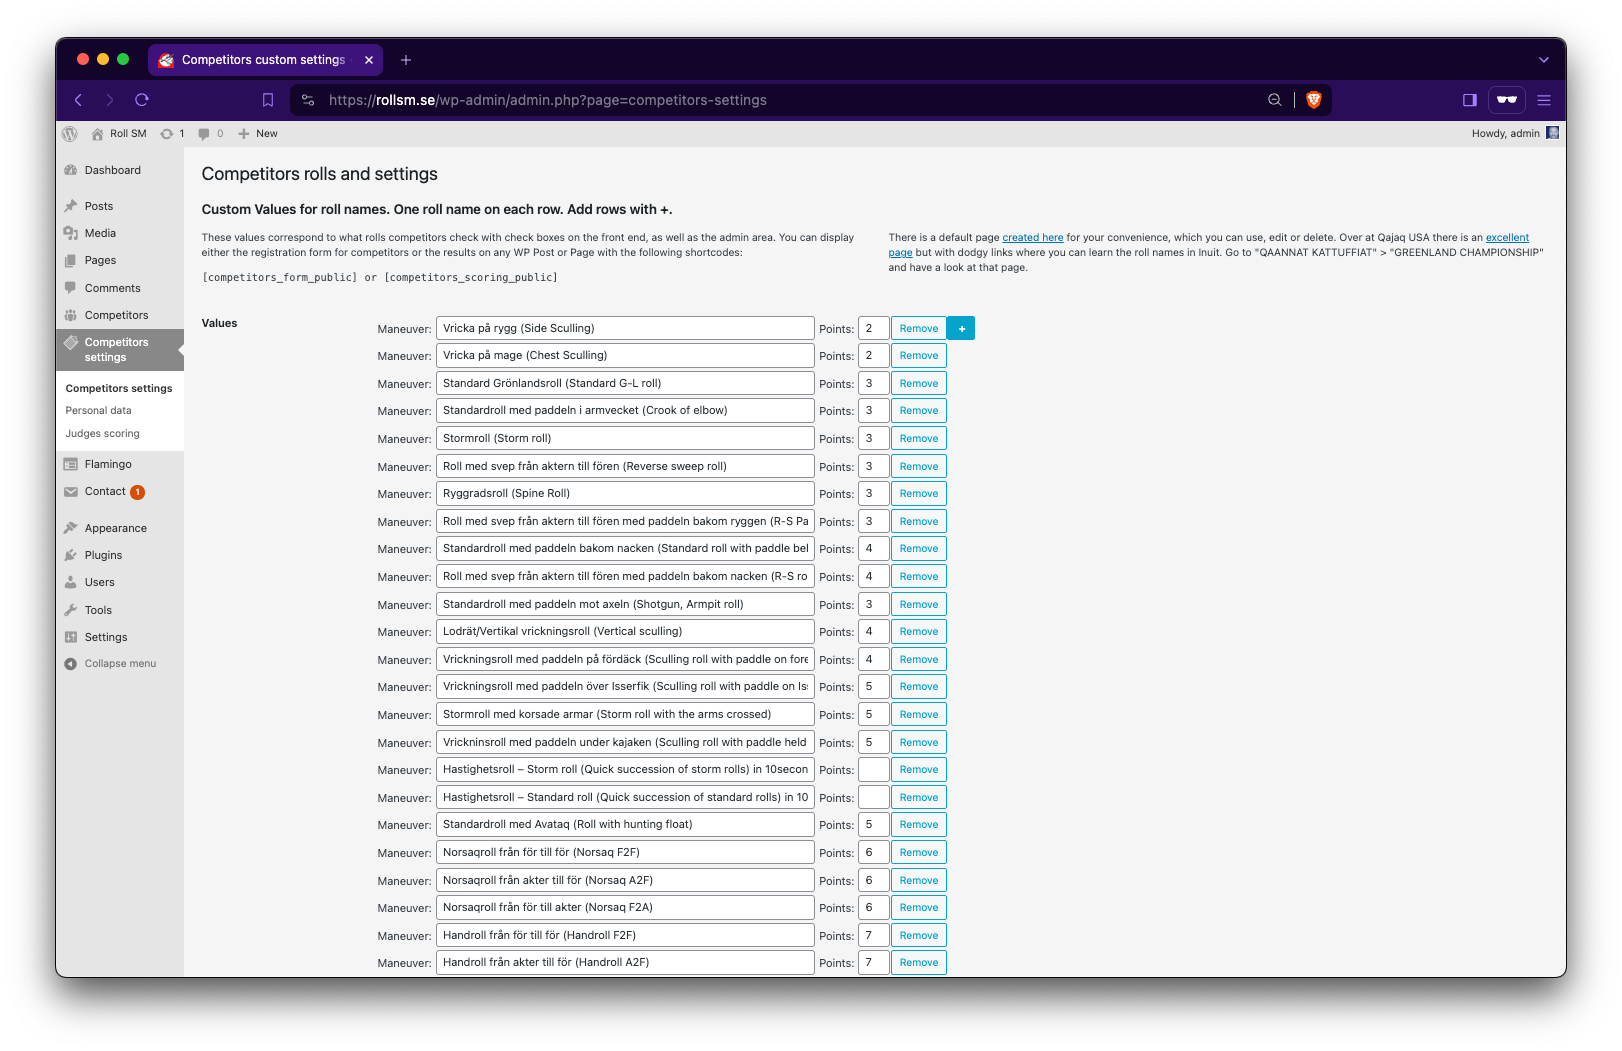 Competitors custom settings
https://rollsm.se/wp-admin/admin.php?page=competitors-settings
Roll SM 1 0 New Howdy, admin
Dashboard
Posts
Media
Pages
Comments
Competitors
Competitors
settings
Competitors settings
Personal data
Judges scoring
Flamingo
Contact 1
Appearance
Plugins
Users
Tools
Settings
Collapse menu
Competitors rolls and settings
Custom Values for roll names. One roll name on each row. Add rows with +.
These values correspond to what rolls competitors check with check boxes on the front end, as well as the admin area. You can display
either the registration form for competitors or the results on any WP Post or Page with the following shortcodes:
[competitors_form_public] or [competitors_scoring_public]
There is a default page created here for your convenience, which you can use, edit or delete. Over at Qajaq USA there is an excellent
page but with dodgy links where you can learn the roll names in Inuit. Go to "QAANNAT KATTUFFIAT" > "GREENLAND CHAMPIONSHIP"
and have a look at that page.
Values
Maneuver: Vricka på rygg (Side Sculling) Points: 2 Remove +
Maneuver: Vricka på mage (Chest Sculling) Points: 2 Remove
Maneuver: Standard Grönlandsroll (Standard G-L roll) Points: 3 Remove
Maneuver: Standardroll med paddeln i armvecket (Crook of elbow) Points: 3 Remove
Maneuver: Stormroll (Storm roll) Points: 3 Remove
Maneuver: Roll med svep från aktern till fören (Reverse sweep roll) Points: 3 Remove
Maneuver: Ryggradsroll (Spine Roll) Points: 3 Remove
Maneuver: Roll med svep från aktern till fören med paddeln bakom ryggen (R-S Pa Points: 3 Remove
Maneuver: Standardroll med paddeln bakom nacken (Standard roll with paddle bel Points: 4 Remove
Maneuver: Roll med svep från aktern till fören med paddeln bakom nacken (R-S ro Points: 4 Remove
Maneuver: Standardroll med paddeln mot axeln (Shotgun, Armpit roll) Points: 3 Remove
Maneuver: Lodrät/Vertikal vrickningsroll (Vertical sculling) Points: 4 Remove
Maneuver: Vrickningsroll med paddeln på fördäck (Sculling roll with paddle on fore Points: 4 Remove
Maneuver: Vrickningsroll med paddeln över Isserfik (Sculling roll with paddle on Is Points: 5 Remove
Maneuver: Stormroll med korsade armar (Storm roll with the arms crossed) Points: 5 Remove
Maneuver: Vrickninsroll med paddeln under kajaken (Sculling roll with paddle held Points: 5 Remove
Maneuver: Hastighetsroll – Storm roll (Quick succession of storm rolls) in 10secon Points: Remove
Maneuver: Hastighetsroll – Standard roll (Quick succession of standard rolls) in 10 Points: Remove
Maneuver: Standardroll med Avataq (Roll with hunting float) Points: 5 Remove
Maneuver: Norsaqroll från för till för (Norsaq F2F) Points: 6 Remove
Maneuver: Norsaqroll från akter till för (Norsaq A2F) Points: 6 Remove
Maneuver: Norsaqroll från för till akter (Norsaq F2A) Points: 6 Remove
Maneuver: Handroll från för till för (Handroll F2F) Points: 7 Remove
Maneuver: Handroll från akter till för (Handroll A2F) Points: 7 Remove